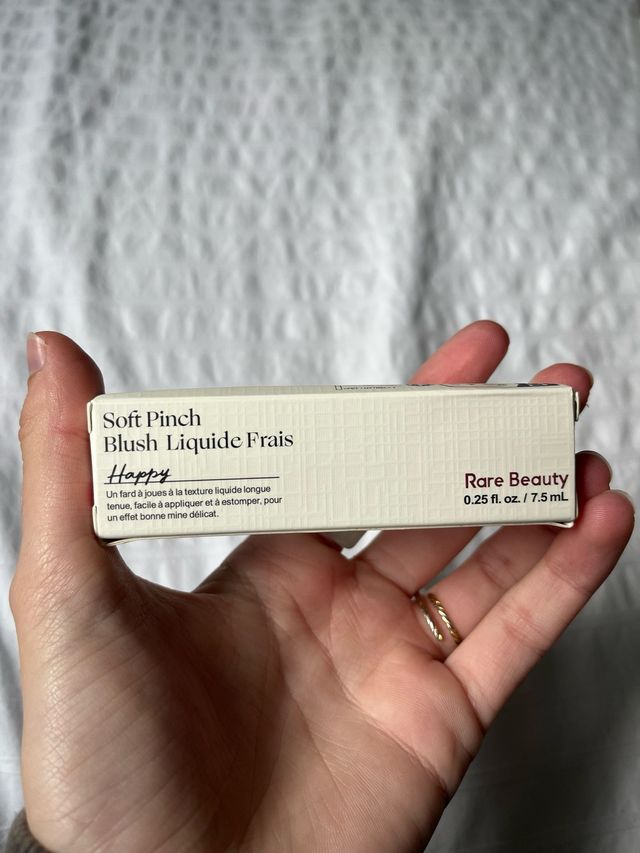 Soft Pinch
Blush Liquide Frais
Happy
Un fard à joues à la texture liquide longue
tenue, facile à appliquer et à estomper, pour
un effet bonne mine délicat.
Rare Beauty
0.25 fl. oz. / 7.5 mL